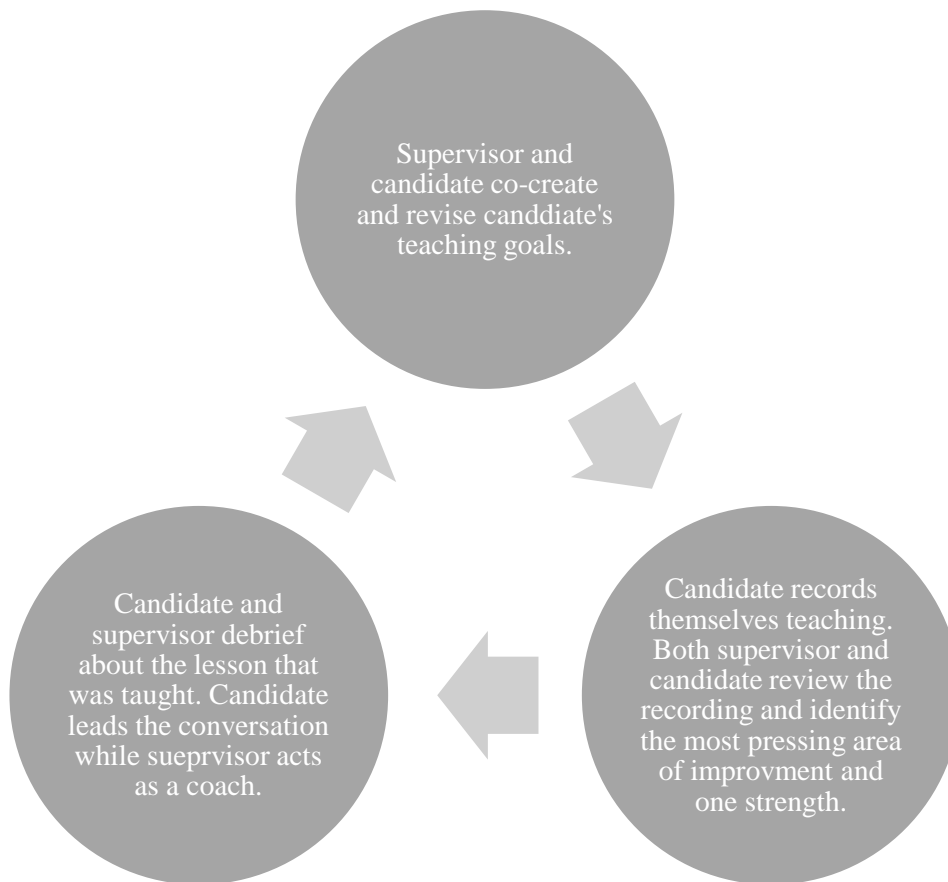 Supervisor and
candidate co-create
and revise canddiate's
teaching goals.
Candidate records
themselves teaching.
Both supervisor and
candidate review the
recording and identify
the most pressing area
of improvment and
one strength.
Candidate and
supervisor debrief
about the lesson that
was taught. Candidate
leads the conversation
while sueprvisor acts
as a coach.